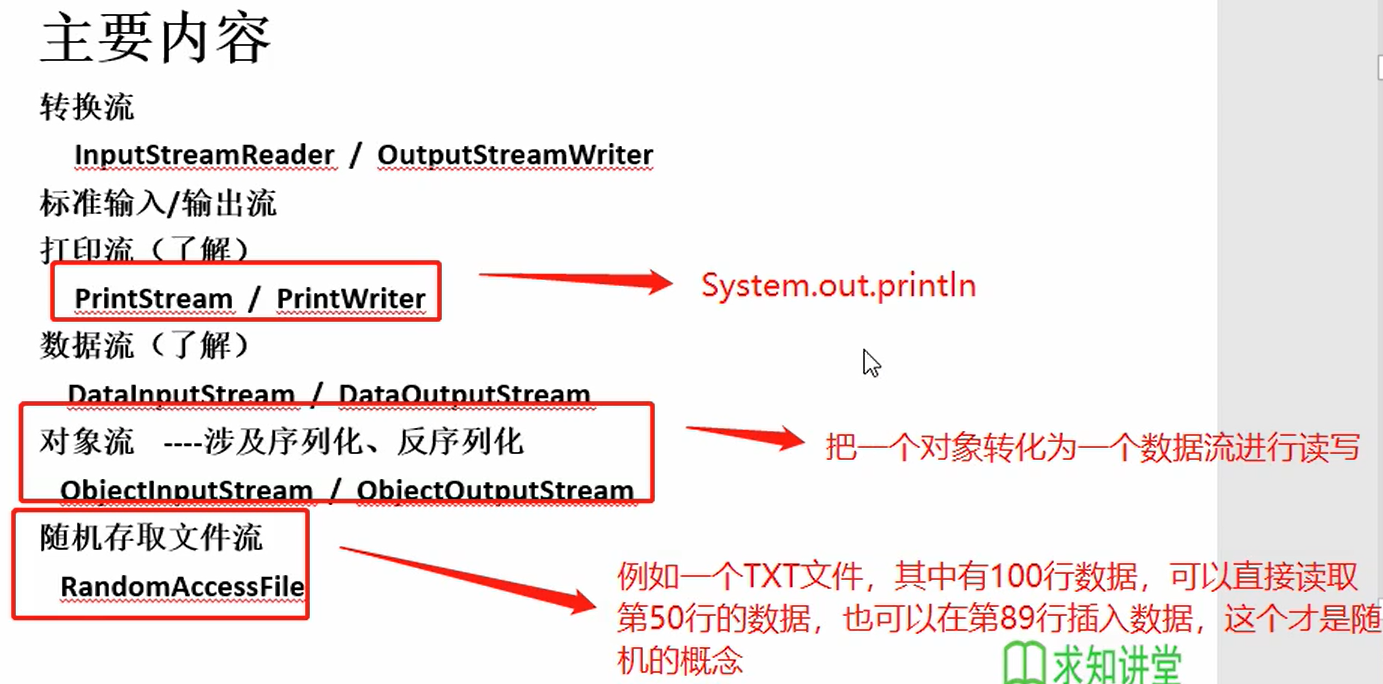 主要内容
转换流
InputStreamReader / OutputStreamWriter
标准输入/输出流
打印流（了解）
PrintStream / PrintWriter
System.out.println
数据流（了解）
DataInputStream / DataOutputStream
对象流 ----涉及序列化、反序列化
ObjectInputStream / ObjectOutputStream
把一个对象转化为一个数据流进行读写
随机存取文件流
RandomAccessFile
例如一个TXT文件，其中有100行数据，可以直接读取
第50行的数据，也可以在第89行插入数据，这个才是随
机的概念
求知讲堂